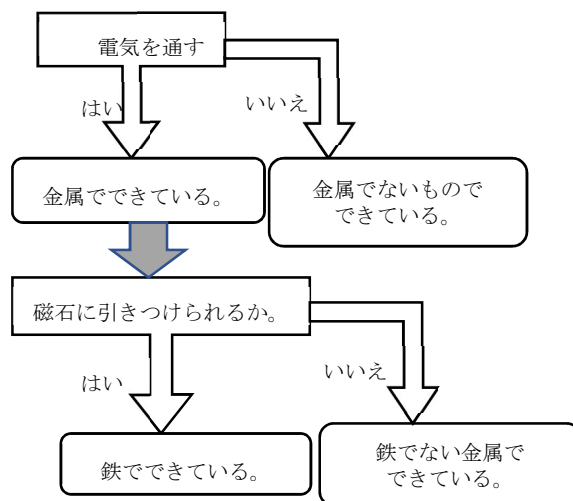 電気を通す
はい
いいえ
金属でできている。
金属でないもので
できている。
磁石に引きつけられるか。
はい
いいえ
鉄でできている。
鉄でない金属で
できている。